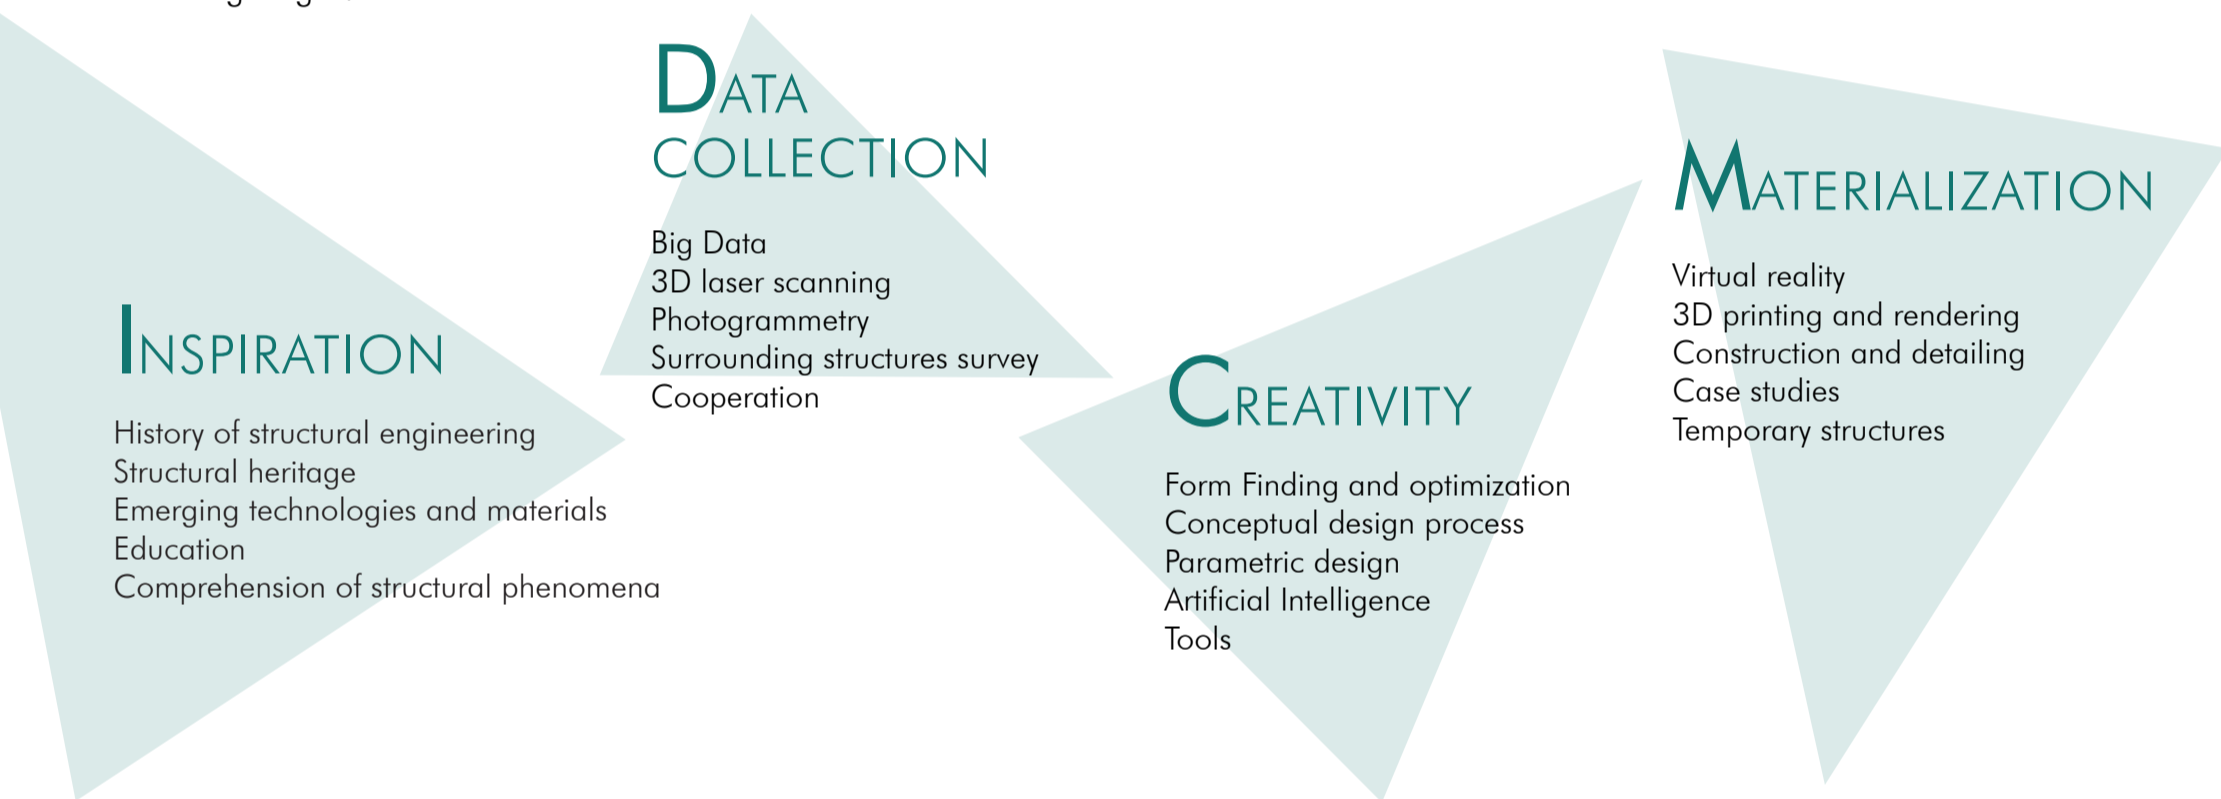 INSPIRATION
History of structural engineering
Structural heritage
Emerging technologies and materials
Education
Comprehension of structural phenomena
DATA
COLLECTION
Big Data
3D laser scanning
Photogrammetry
Surrounding structures survey
Cooperation
CREATIVITY
Form Finding and optimization
Conceptual design process
Parametric design
Artificial Intelligence
Tools
MATERIALIZATION
Virtual reality
3D printing and rendering
Construction and detailing
Case studies
Temporary structures